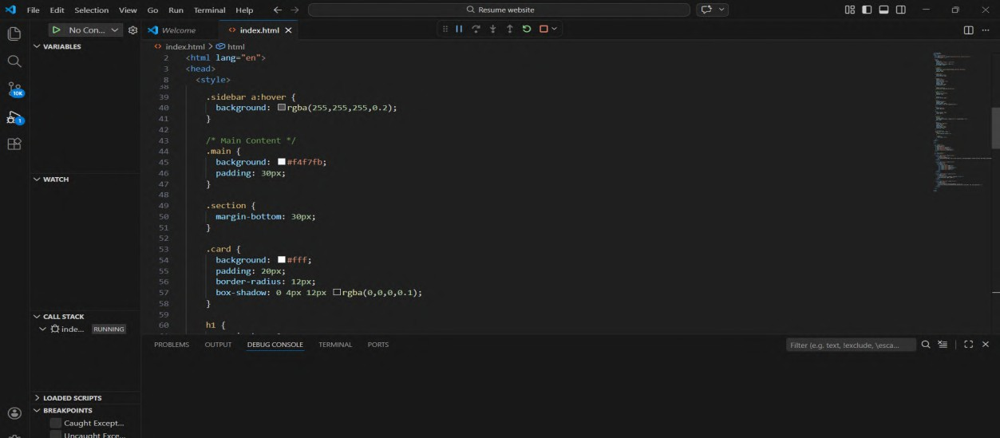 File Edit Selection View Go Run Terminal Help
Resume website
No Con...
Welcome
index.html
VARIABLES
WATCH
CALL STACK
inde... RUNNING
LOADED SCRIPTS
BREAKPOINTS
Caught Except...
Uncaught Exce...
10K
1
index.html > html
2 <html lang="en">
3 <head>
8 <style>
38
39 .sidebar a:hover {
40 background: rgba(255,255,255,0.2);
41 }
42
43 /* Main Content */
44 .main {
45 background: #f4f7fb;
46 padding: 30px;
47 }
48
49 .section {
50 margin-bottom: 30px;
51 }
52
53 .card {
54 background: #fff;
55 padding: 20px;
56 border-radius: 12px;
57 box-shadow: 0 4px 12px rgba(0,0,0,0.1);
58 }
59
60 h1 {
PROBLEMS OUTPUT DEBUG CONSOLE TERMINAL PORTS
Filter (e.g. text, !exclude, \esca...